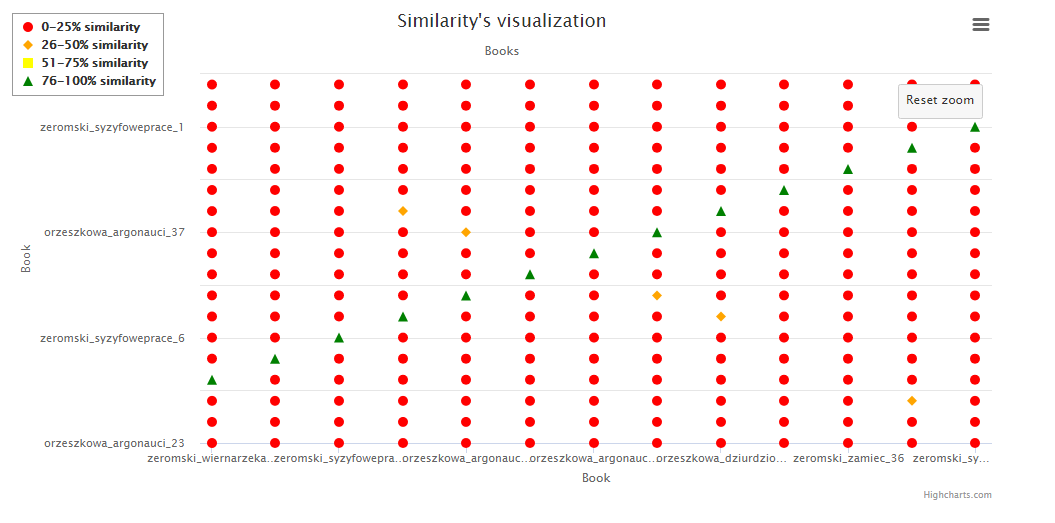 Similarity's visualization
Books
0-25% similarity
26-50% similarity
51-75% similarity
76-100% similarity
Reset zoom
zeromski_syzyfoweprace_1
orzeszkowa_argonauci_37
Book
zeromski_syzyfoweprace_6
orzeszkowa_argonauci_23
zeromski_wiernarzeka… zeromski_syzyfowepra… orzeszkowa_argonauc… orzeszkowa_argonauc… orzeszkowa_dziurdzio… zeromski_zamiec_36 zeromski_sy…
Book
Highcharts.com